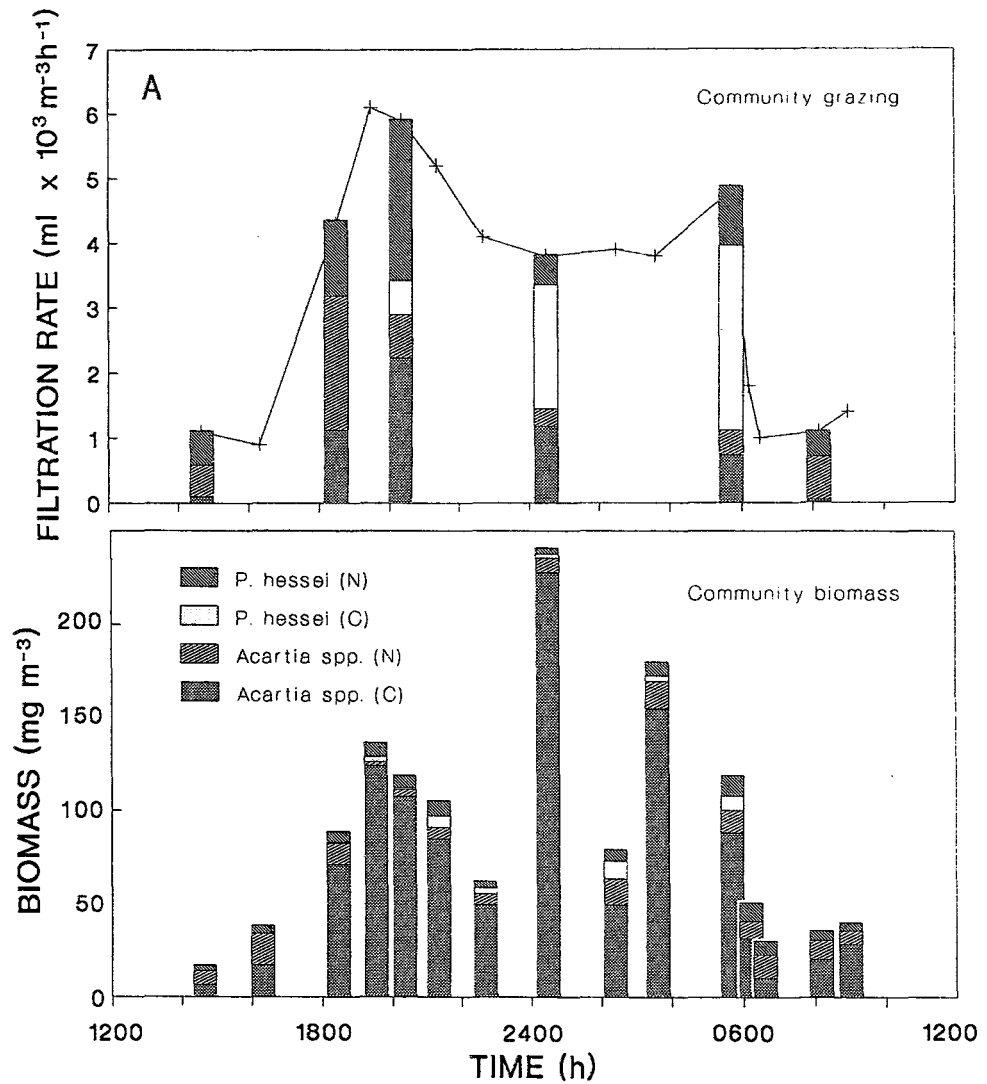 A
Community grazing
FILTRATION RATE (ml x 10³ m⁻³h⁻¹)
7
6
5
4
3
2
1
0
Community biomass
P. hessei (N)
P. hessei (C)
Acartia spp. (N)
Acartia spp. (C)
BIOMASS (mg m⁻³)
200
150
100
50
0
1200 1800 2400 0600 1200
TIME (h)